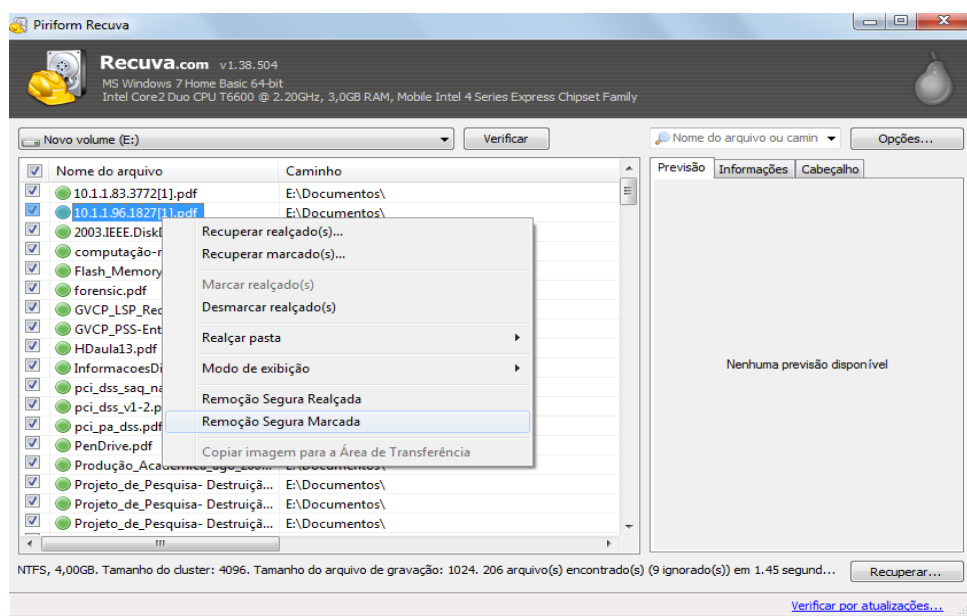 Piriform Recuva
Recuva.com v1.38.504
MS Windows 7 Home Basic 64-bit
Intel Core2 Duo CPU T6600 @ 2.20GHz, 3,0GB RAM, Mobile Intel 4 Series Express Chipset Family
Novo volume (E:) Verificar Nome do arquivo ou camin Opções...
Nome do arquivo Caminho Previsão Informações Cabeçalho
10.1.1.83.3772[1].pdf E:\Documentos\
10.1.1.96.1827[1].pdf E:\Documentos\
2003.IEEE.DiskD Recuperar realçado(s)...
computação-r Recuperar marcado(s)...
Flash_Memory
forensic.pdf Marcar realçado(s)
GVCP_LSP_Rec Desmarcar realçado(s)
GVCP_PSS-Ent
HDaula13.pdf Realçar pasta
InformacoesDi Modo de exibição Nenhuma previsão disponível
pci_dss_saq_na
pci_dss_v1-2.p Remoção Segura Realçada
pci_pa_dss.pdf Remoção Segura Marcada
PenDrive.pdf Copiar imagem para a Área de Transferência
Produção_Academica_ago_200... E:\Documentos\
Projeto_de_Pesquisa- Destruiçã... E:\Documentos\
Projeto_de_Pesquisa- Destruiçã... E:\Documentos\
Projeto_de_Pesquisa- Destruiçã... E:\Documentos\
NTFS, 4,00GB. Tamanho do cluster: 4096. Tamanho do arquivo de gravação: 1024. 206 arquivo(s) encontrado(s) (9 ignorado(s)) em 1.45 segund... Recuperar...
Verificar por atualizações...